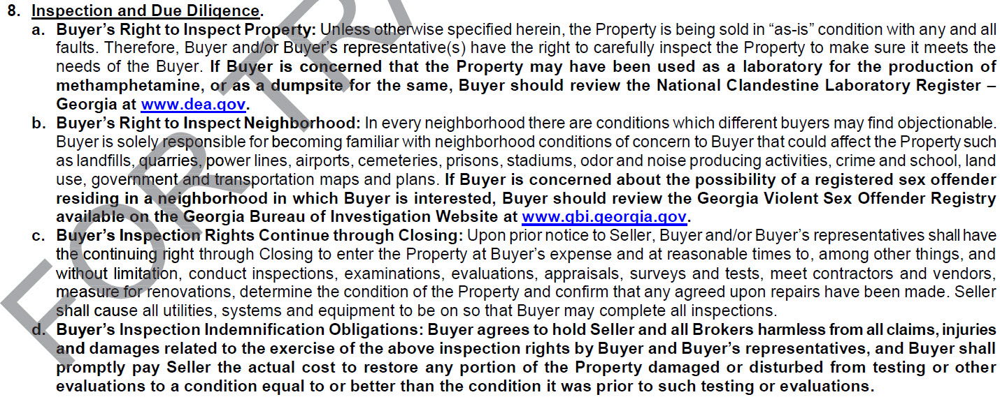 8. Inspection and Due Diligence.
a. Buyer's Right to Inspect Property: Unless otherwise specified herein, the Property is being sold in “as-is” condition with any and all
faults. Therefore, Buyer and/or Buyer's representative(s) have the right to carefully inspect the Property to make sure it meets the
needs of the Buyer. If Buyer is concerned that the Property may have been used as a laboratory for the production of
methamphetamine, or as a dumpsite for the same, Buyer should review the National Clandestine Laboratory Register –
Georgia at www.dea.gov.
b. Buyer's Right to Inspect Neighborhood: In every neighborhood there are conditions which different buyers may find objectionable.
Buyer is solely responsible for becoming familiar with neighborhood conditions of concern to Buyer that could affect the Property such
as landfills, quarries, power lines, airports, cemeteries, prisons, stadiums, odor and noise producing activities, crime and school, land
use, government and transportation maps and plans. If Buyer is concerned about the possibility of a registered sex offender
residing in a neighborhood in which Buyer is interested, Buyer should review the Georgia Violent Sex Offender Registry
available on the Georgia Bureau of Investigation Website at www.gbi.georgia.gov.
c. Buyer's Inspection Rights Continue through Closing: Upon prior notice to Seller, Buyer and/or Buyer's representatives shall have
the continuing right through Closing to enter the Property at Buyer's expense and at reasonable times to, among other things, and
without limitation, conduct inspections, examinations, evaluations, appraisals, surveys and tests, meet contractors and vendors,
measure for renovations, determine the condition of the Property and confirm that any agreed upon repairs have been made. Seller
shall cause all utilities, systems and equipment to be on so that Buyer may complete all inspections.
d. Buyer's Inspection Indemnification Obligations: Buyer agrees to hold Seller and all Brokers harmless from all claims, injuries
and damages related to the exercise of the above inspection rights by Buyer and Buyer's representatives, and Buyer shall
promptly pay Seller the actual cost to restore any portion of the Property damaged or disturbed from testing or other
evaluations to a condition equal to or better than the condition it was prior to such testing or evaluations.
FOR TRA